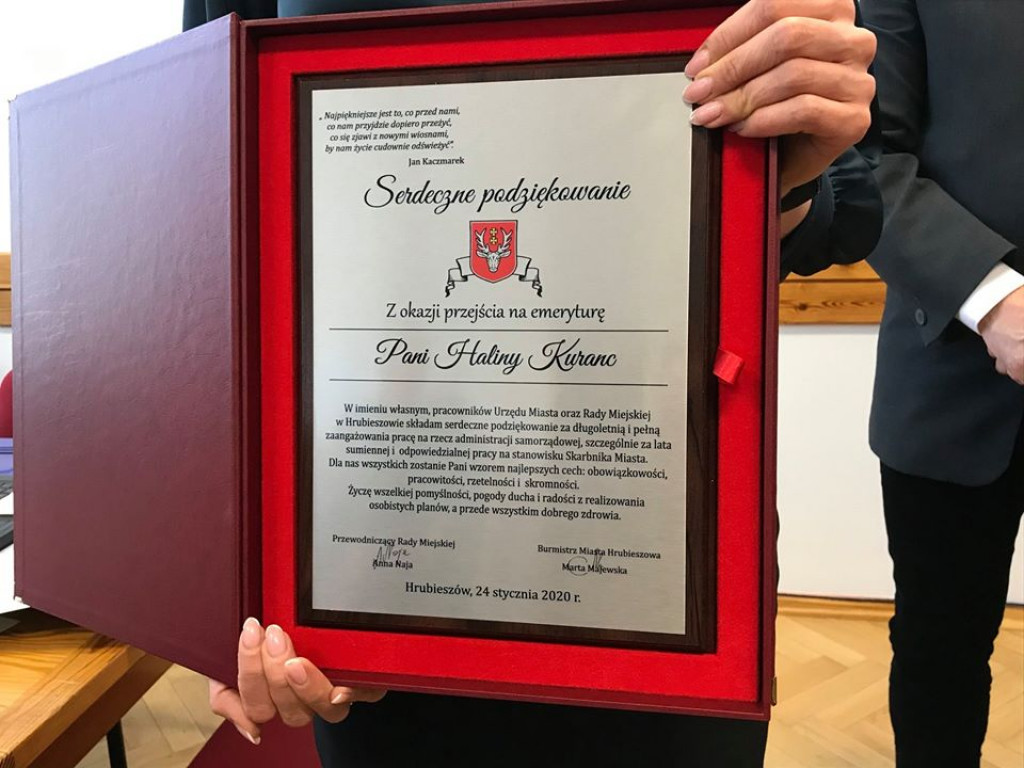 „Najpiękniejsze jest to, co przed nami,
co nam przyjdzie dopiero przeżyć,
co się zjawi z nowymi wiosnami,
by nam życie cudownie odświeżyć”.
Jan Kaczmarek
Serdeczne podziękowanie
Z okazji przejścia na emeryturę
Pani Haliny Kuranc
W imieniu własnym, pracowników Urzędu Miasta oraz Rady Miejskiej
w Hrubieszowie składam serdeczne podziękowanie za długoletnią i pełną
zaangażowania pracę na rzecz administracji samorządowej, szczególnie za lata
sumiennej i odpowiedzialnej pracy na stanowisku Skarbnika Miasta.
Dla nas wszystkich zostanie Pani wzorem najlepszych cech: obowiązkowości,
pracowitości, rzetelności i skromności.
Życzę wszelkiej pomyślności, pogody ducha i radości z realizowania
osobistych planów, a przede wszystkim dobrego zdrowia.
Przewodniczący Rady Miejskiej
Anna Naja
Burmistrz Miasta Hrubieszowa
Marta Majewska
Hrubieszów, 24 stycznia 2020 r.